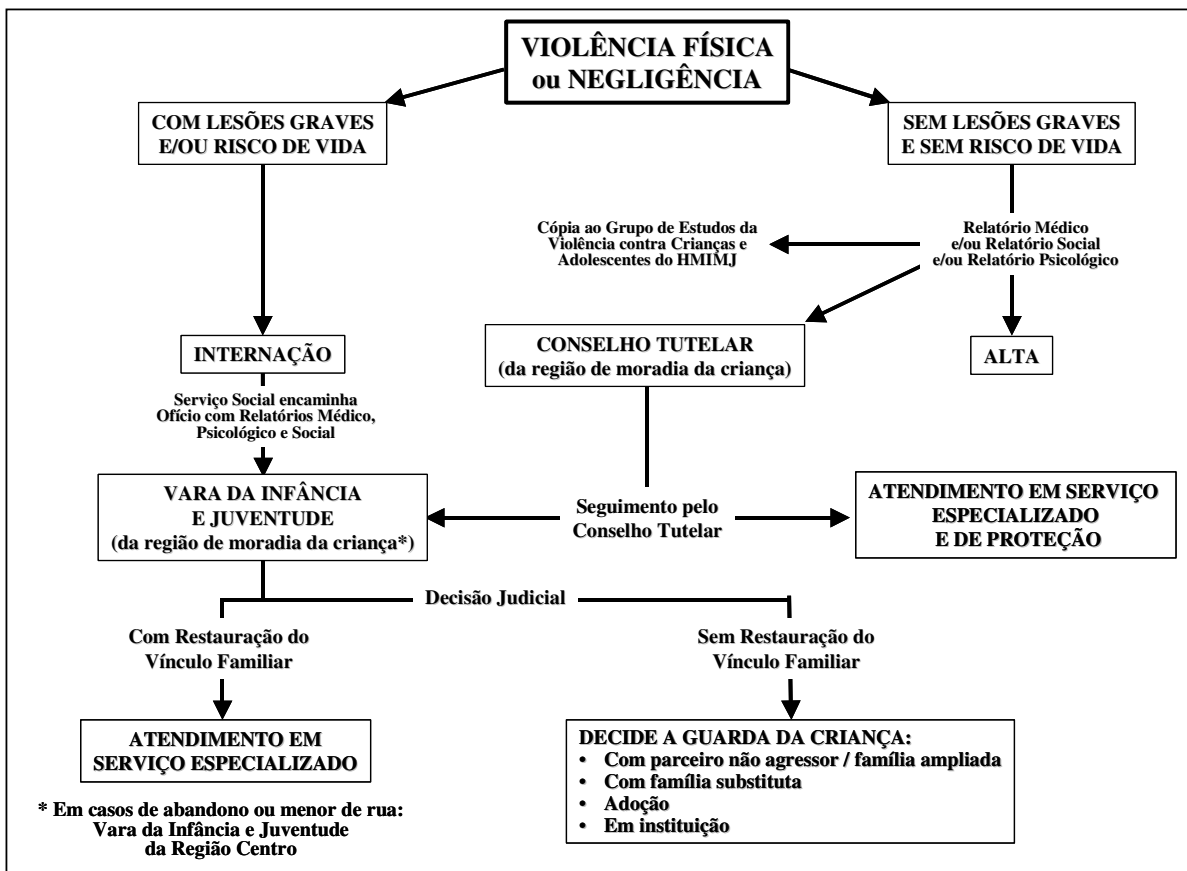 VIOLÊNCIA FÍSICA
ou NEGLIGÊNCIA
COM LESÕES GRAVES
E/OU RISCO DE VIDA
SEM LESÕES GRAVES
E SEM RISCO DE VIDA
Cópia ao Grupo de Estudos da
Violência contra Crianças e
Adolescentes do HMIMJ
Relatório Médico
e/ou Relatório Social
e/ou Relatório Psicológico
INTERNAÇÃO
CONSELHO TUTELAR
(da região de moradia da criança)
ALTA
Serviço Social encaminha
Ofício com Relatórios Médico,
Psicológico e Social
VARA DA INFÂNCIA
E JUVENTUDE
(da região de moradia da criança*)
Seguimento pelo
Conselho Tutelar
ATENDIMENTO EM SERVIÇO
ESPECIALIZADO
E DE PROTEÇÃO
Decisão Judicial
Com Restauração do
Vínculo Familiar
Sem Restauração do
Vínculo Familiar
ATENDIMENTO EM
SERVIÇO ESPECIALIZADO
DECIDE A GUARDA DA CRIANÇA:
• Com parceiro não agressor / família ampliada
• Com família substituta
• Adoção
• Em instituição
* Em casos de abandono ou menor de rua:
Vara da Infância e Juventude
da Região Centro